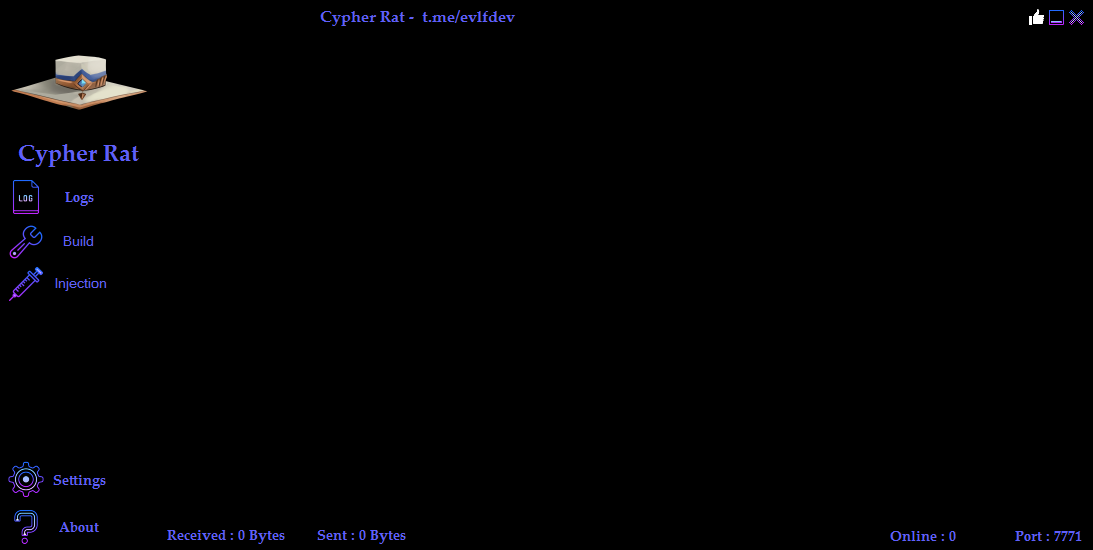 Cypher Rat - t.me/evlfdev
Cypher Rat
LOG
Logs
Build
Injection
Settings
About
Received : 0 Bytes
Sent : 0 Bytes
Online : 0
Port : 7771